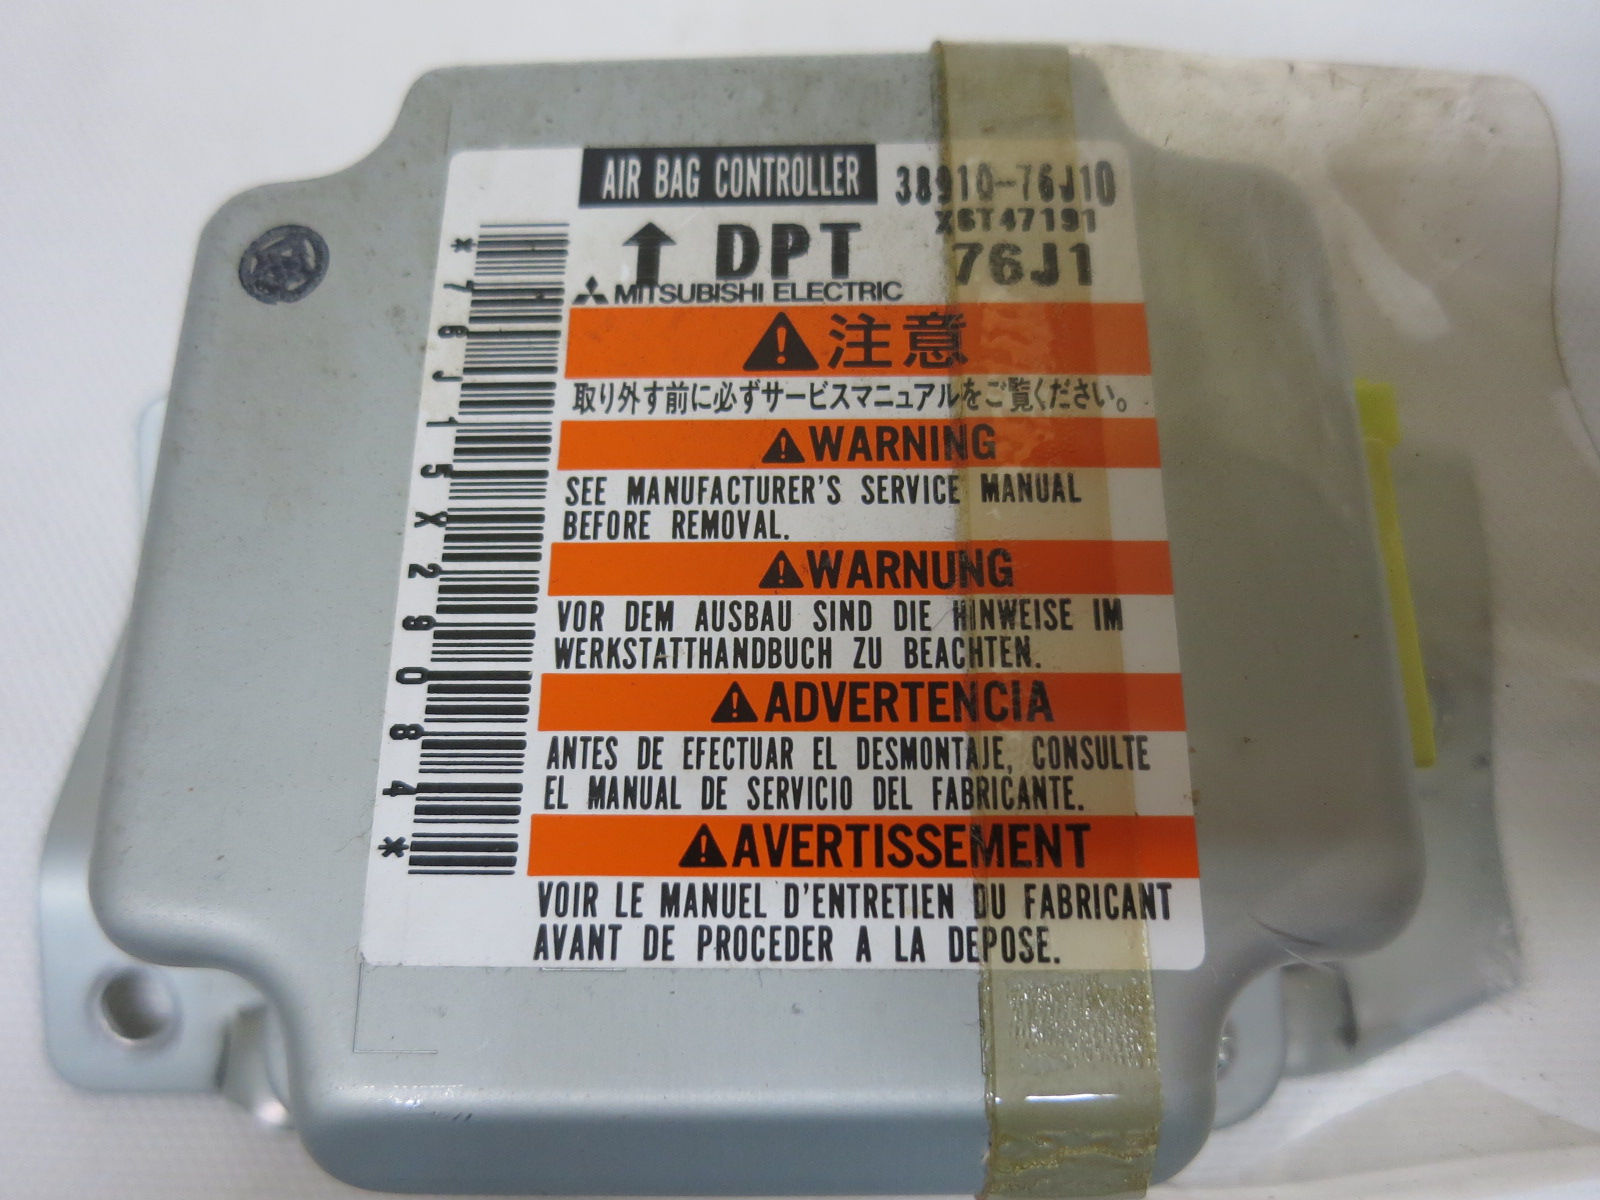 AIR BAG CONTROLLER 38910-76J10
X6T47191
DPT 76J1
MITSUBISHI ELECTRIC
注意
取り外す前に必ずサービスマニュアルをご覧ください。
WARNING
SEE MANUFACTURER'S SERVICE MANUAL
BEFORE REMOVAL.
WARNUNG
VOR DEM AUSBAU SIND DIE HINWEISE IM
WERKSTATTHANDBUCH ZU BEACHTEN.
ADVERTENCIA
ANTES DE EFECTUAR EL DESMONTAJE, CONSULTE
EL MANUAL DE SERVICIO DEL FABRICANTE.
AVERTISSEMENT
VOIR LE MANUEL D'ENTRETIEN DU FABRICANT
AVANT DE PROCEDER A LA DEPOSE.
*76J15X29084*